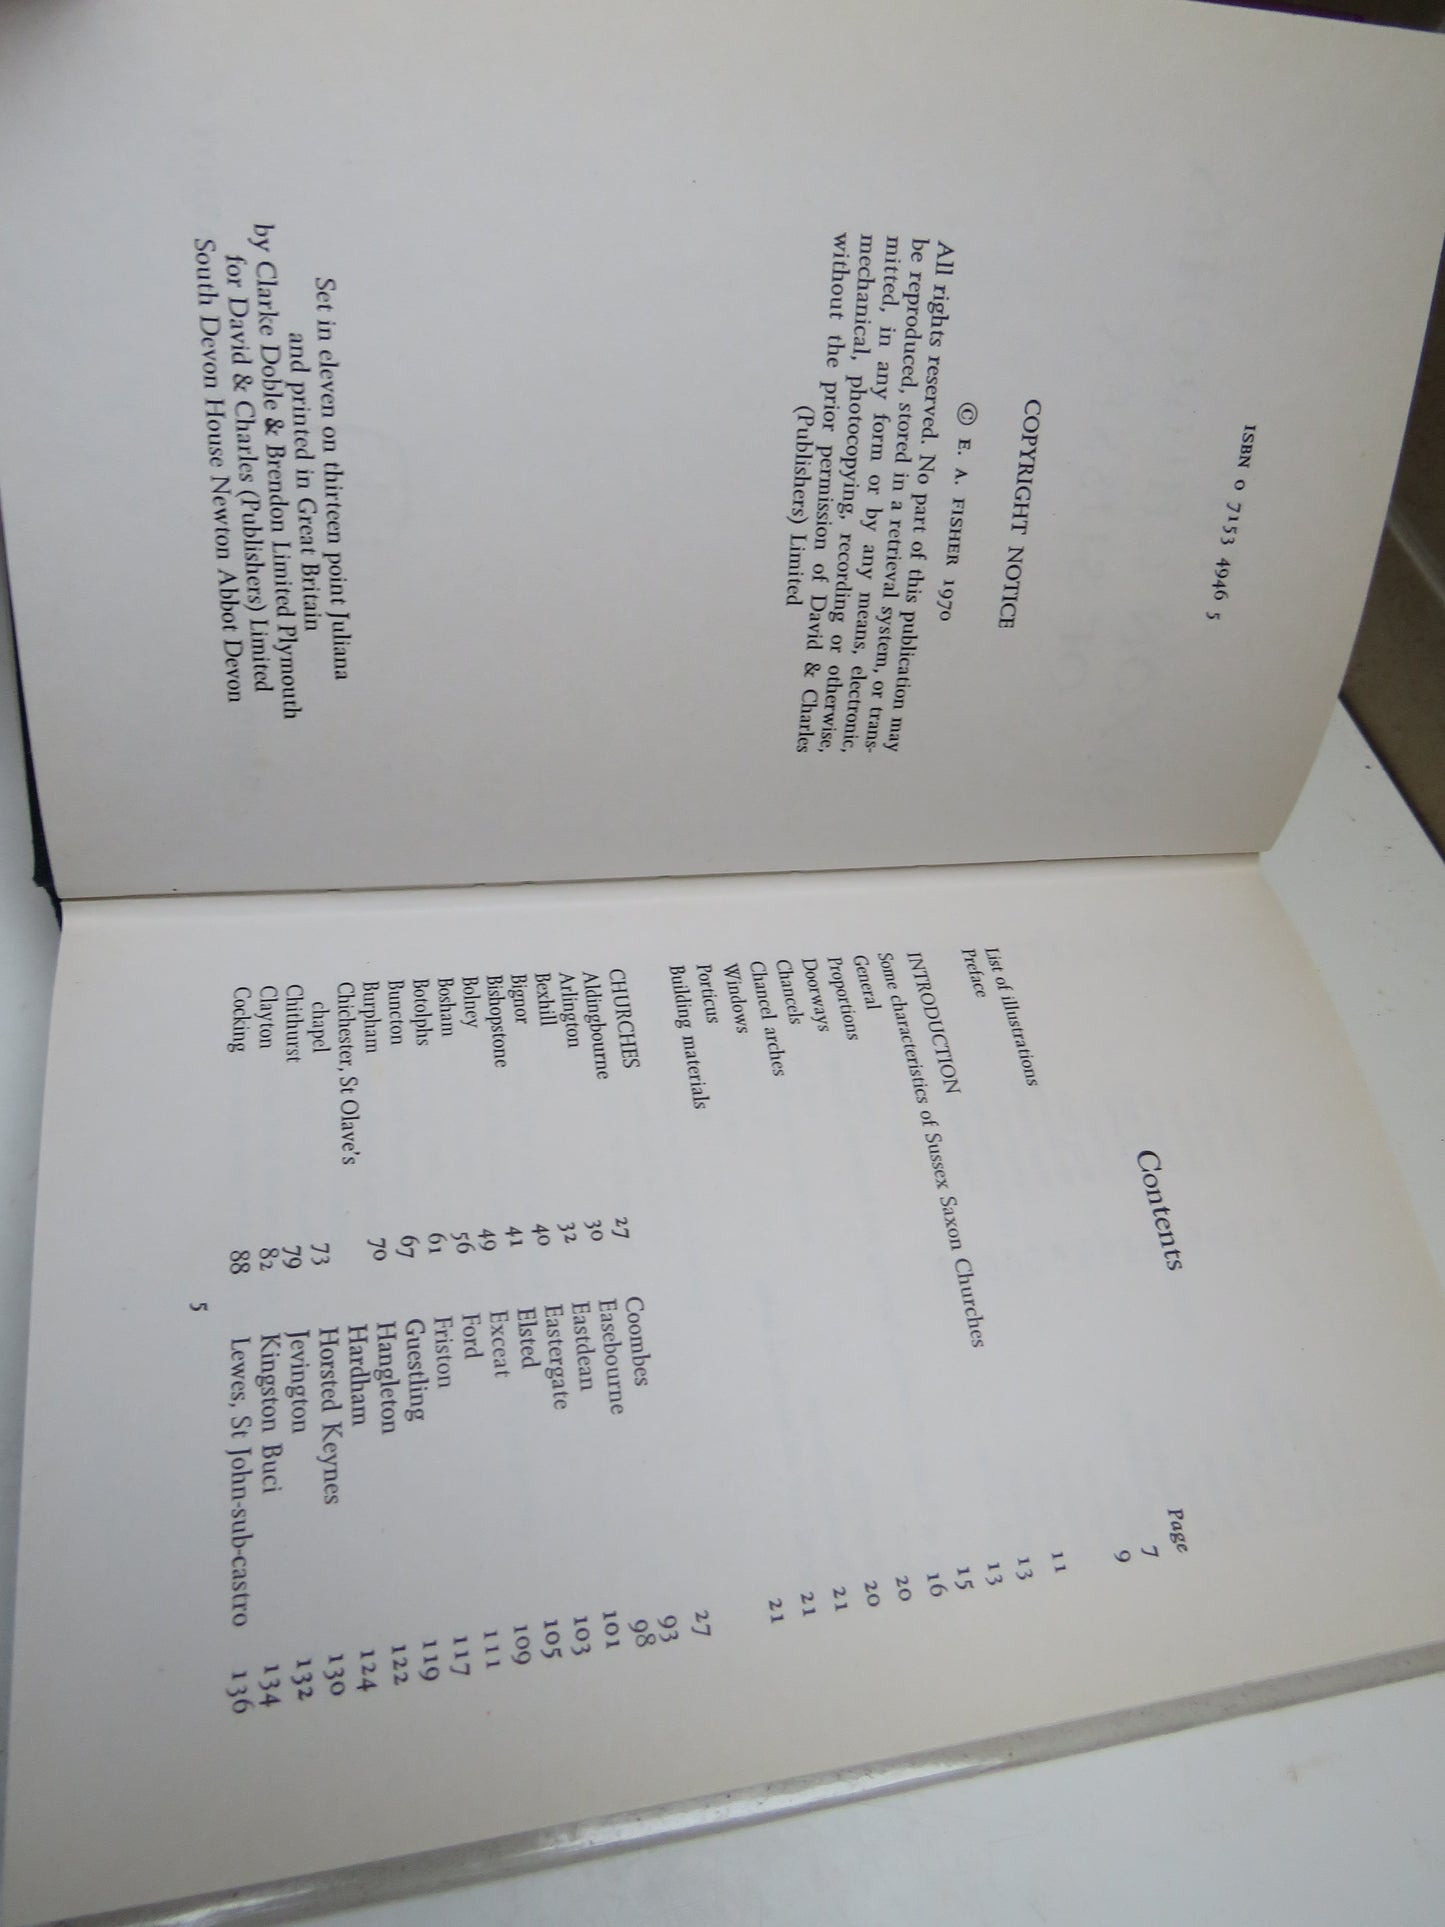 ISBN 0 7153 4946 5
COPYRIGHT NOTICE
© E. A. FISHER 1970
All rights reserved. No part of this publication may
be reproduced, stored in a retrieval system, or trans-
mitted, in any form or by any means, electronic,
mechanical, photocopying, recording or otherwise,
without the prior permission of David & Charles
(Publishers) Limited
Set in eleven on thirteen point Juliana
and printed in Great Britain
by Clarke Doble & Brendon Limited Plymouth
for David & Charles (Publishers) Limited
South Devon House Newton Abbot Devon
Contents
Page
List of illustrations 7
Preface 9
INTRODUCTION 11
Some characteristics of Sussex Saxon Churches 13
General 13
Proportions 15
Doorways 16
Chancels 20
Chancel arches 20
Windows 21
Porticus 21
Building materials 21
CHURCHES 27
Aldingbourne 27
Arlington 30
Bexhill 32
Bignor 40
Bishopstone 41
Bolney 49
Bosham 56
Botolphs 61
Buncton 67
Burpham 70
Chichester, St Olave's
chapel 73
Chithurst 79
Clayton 82
Cocking 88
Coombes 93
Easebourne 98
Eastdean 101
Eastergate 103
Elsted 105
Exceat 109
Ford 111
Friston 117
Guestling 119
Hangleton 122
Hardham 124
Horsted Keynes 130
Jevington 132
Kingston Buci 134
Lewes, St John-sub-castro 136
5